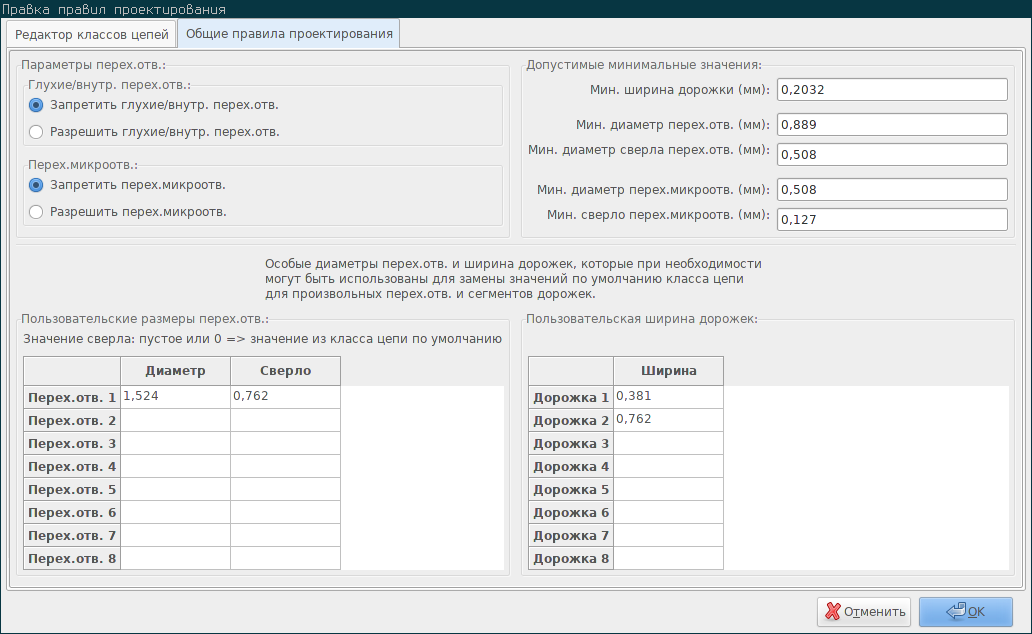 Правка правил проектирования
Редактор классов цепей
Общие правила проектирования
Параметры перех.отв.:
Глухие/внутр. перех.отв.:
Запретить глухие/внутр. перех.отв.
Разрешить глухие/внутр. перех.отв.
Перех.микроотв.:
Запретить перех.микроотв.
Разрешить перех.микроотв.
Допустимые минимальные значения:
Мин. ширина дорожки (мм): 0,2032
Мин. диаметр перех.отв. (мм): 0,889
Мин. диаметр сверла перех.отв. (мм): 0,508
Мин. диаметр перех.микроотв. (мм): 0,508
Мин. сверло перех.микроотв. (мм): 0,127
Особые диаметры перех.отв. и ширина дорожек, которые при необходимости
могут быть использованы для замены значений по умолчанию класса цепи
для произвольных перех.отв. и сегментов дорожек.
Пользовательские размеры перех.отв.:
Значение сверла: пустое или 0 => значение из класса цепи по умолчанию
Диаметр Сверло
Перех.отв. 1 1,524 0,762
Перех.отв. 2
Перех.отв. 3
Перех.отв. 4
Перех.отв. 5
Перех.отв. 6
Перех.отв. 7
Перех.отв. 8
Пользовательская ширина дорожек:
Ширина
Дорожка 1 0,381
Дорожка 2 0,762
Дорожка 3
Дорожка 4
Дорожка 5
Дорожка 6
Дорожка 7
Дорожка 8
Отменить
OK